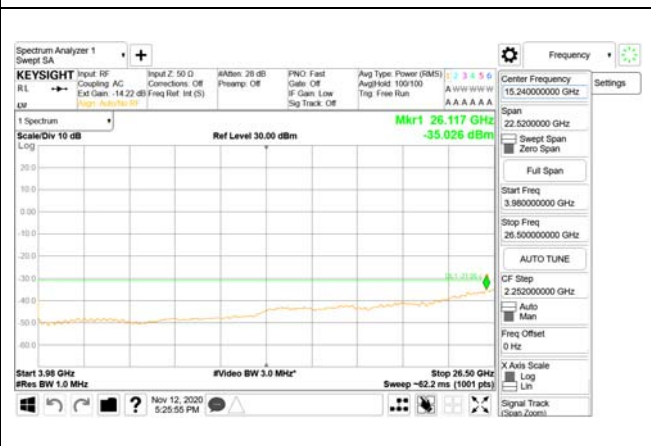 Spectrum Analyzer 1
Swept SA
Frequency
KEYSIGHT
RL
Input: RF
Coupling: AC
Ext Gain: -14.22 dB
Align: Auto/No RF
Input Z: 50 Ω
Corrections: Off
Freq Ref: Int (S)
#Atten: 28 dB
Preamp: Off
PNO: Fast
Gate: Off
IF Gain: Low
Sig Track: Off
Avg Type: Power (RMS)
Avg|Hold: 100/100
Trig: Free Run
1 2 3 4 5 6
A W W W W W
A A A A A A
1 Spectrum
Scale/Div 10 dB
Log
Ref Level 30.00 dBm
Mkr1 26.117 GHz
-35.026 dBm
20.0
10.0
0.00
-10.0
-20.0
-30.0
-40.0
-50.0
-60.0
Start 3.98 GHz
#Res BW 1.0 MHz
#Video BW 3.0 MHz*
Stop 26.50 GHz
Sweep ~62.2 ms (1001 pts)
Nov 12, 2020
5:25:55 PM
Center Frequency
15.240000000 GHz
Settings
Span
22.5200000 GHz
Swept Span
Zero Span
Full Span
Start Freq
3.980000000 GHz
Stop Freq
26.500000000 GHz
AUTO TUNE
CF Step
2.252000000 GHz
Auto
Man
Freq Offset
0 Hz
X Axis Scale
Log
Lin
Signal Track
(Span Zoom)